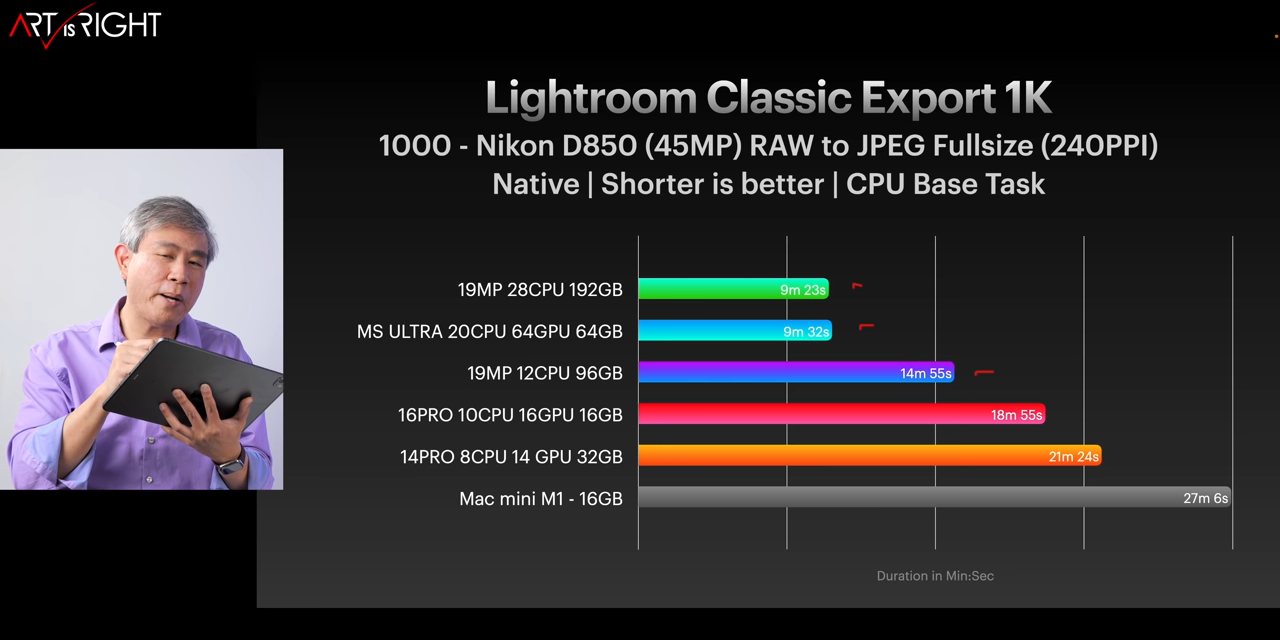 ART IS RIGHT
Lightroom Classic Export 1K
1000 - Nikon D850 (45MP) RAW to JPEG Fullsize (240PPI)
Native | Shorter is better | CPU Base Task
19MP 28CPU 192GB 9m 23s
MS ULTRA 20CPU 64GPU 64GB 9m 32s
19MP 12CPU 96GB 14m 55s
16PRO 10CPU 16GPU 16GB 18m 55s
14PRO 8CPU 14 GPU 32GB 21m 24s
Mac mini M1 - 16GB 27m 6s
Duration in Min:Sec